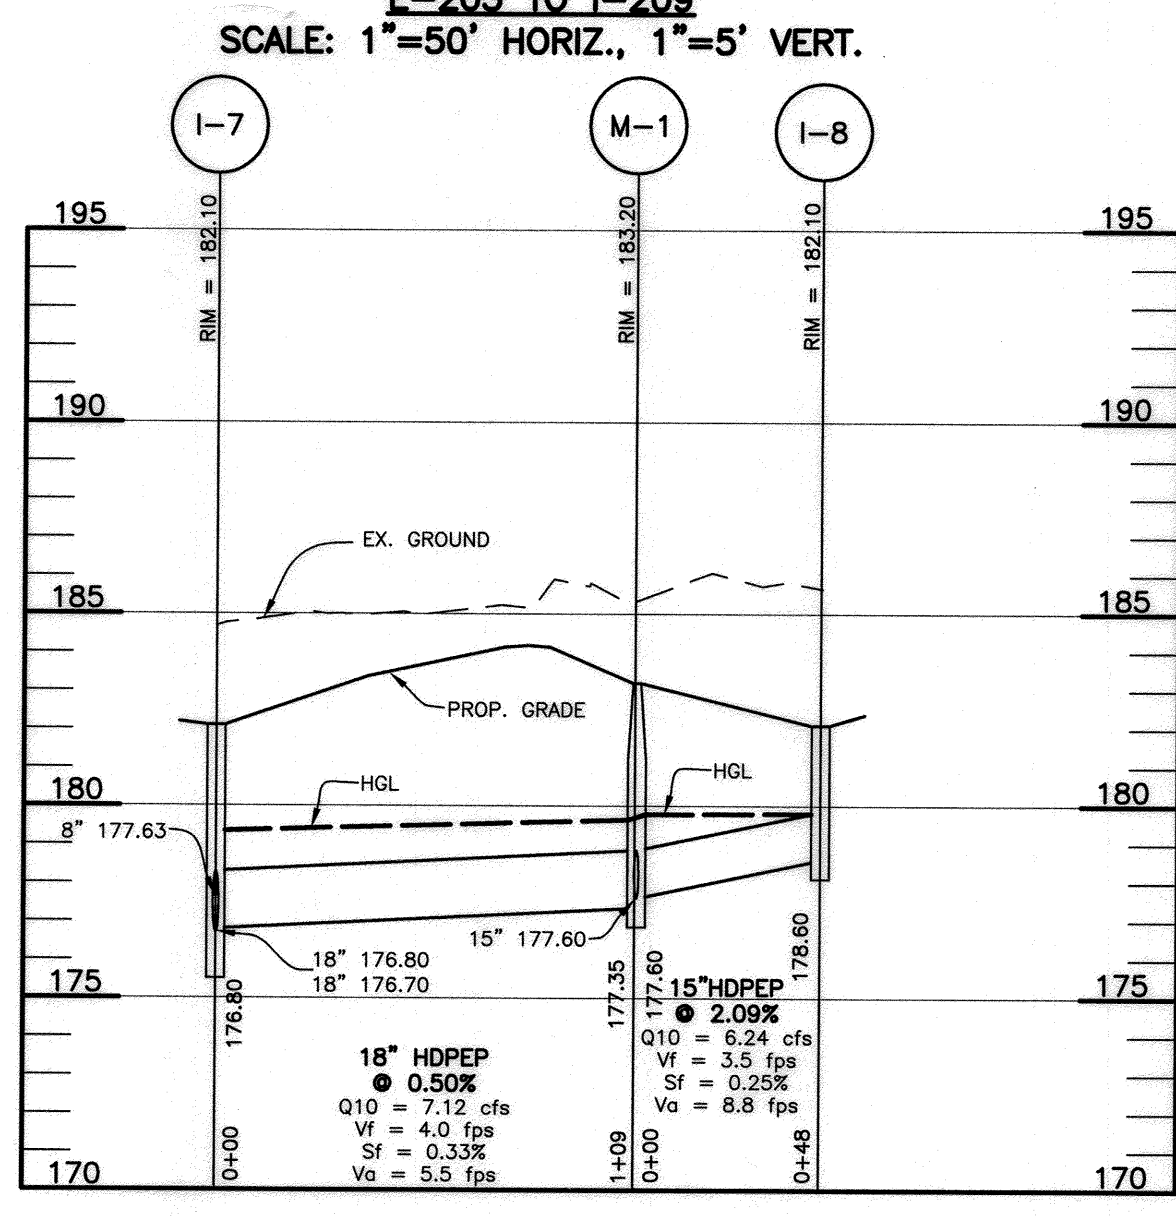 E-205 TO I-209
SCALE: 1"=50' HORIZ., 1"=5' VERT.
I-7
M-1
I-8
RIM = 182.10
RIM = 183.20
RIM = 182.10
195
195
190
190
EX. GROUND
185
185
PROP. GRADE
HGL
HGL
180
180
8" 177.63
15" 177.60
18" 176.80
18" 176.70
175
175
176.80
177.35
177.60
178.60
15"HDPEP
@ 2.09%
Q10 = 6.24 cfs
Vf = 3.5 fps
Sf = 0.25%
Va = 8.8 fps
18" HDPEP
@ 0.50%
Q10 = 7.12 cfs
Vf = 4.0 fps
Sf = 0.33%
Va = 5.5 fps
0+00
1+09
0+00
0+48
170
170